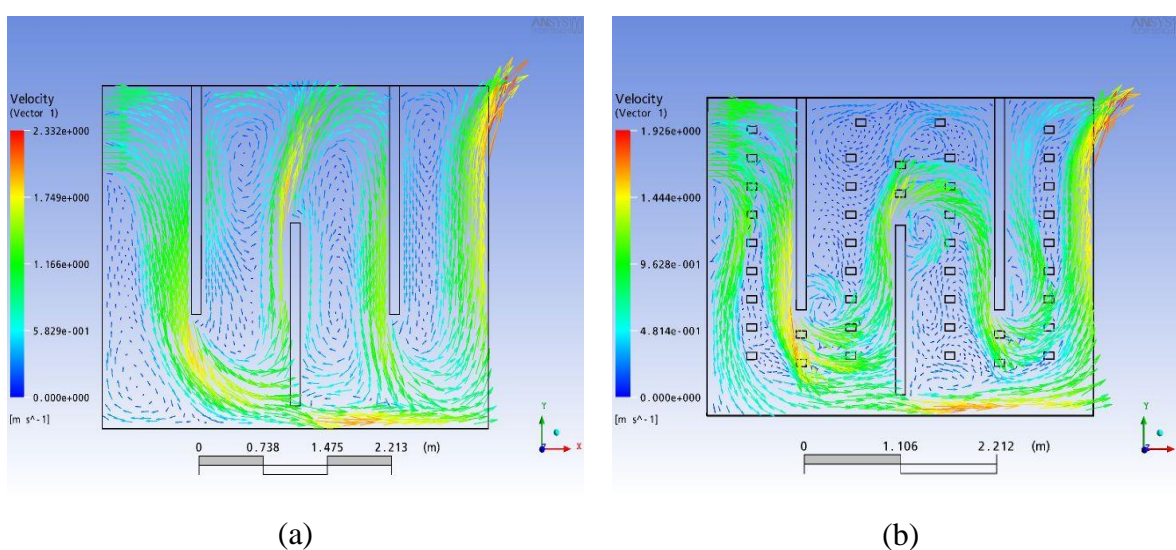 ANSYS
Velocity
(Vector 1)
2.332e+000
1.749e+000
1.166e+000
5.829e-001
0.000e+000
[m s^-1]
0 0.738 1.475 2.213 (m)
Y
X
Z
(a)
ANSYS
Velocity
(Vector 1)
1.926e+000
1.444e+000
9.628e-001
4.814e-001
0.000e+000
[m s^-1]
0 1.106 2.212 (m)
Y
X
Z
(b)